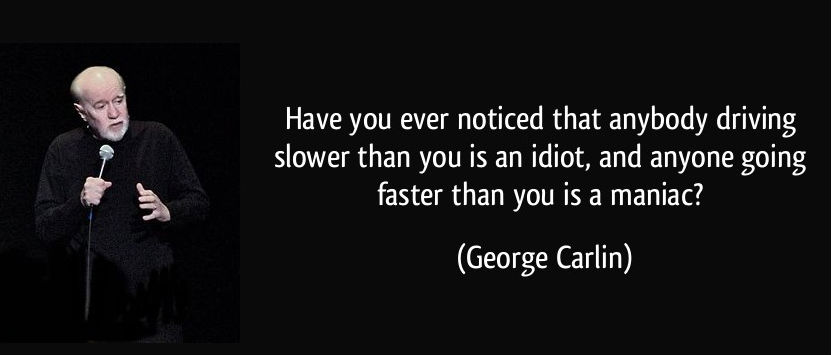 Have you ever noticed that anybody driving
slower than you is an idiot, and anyone going
faster than you is a maniac?
(George Carlin)